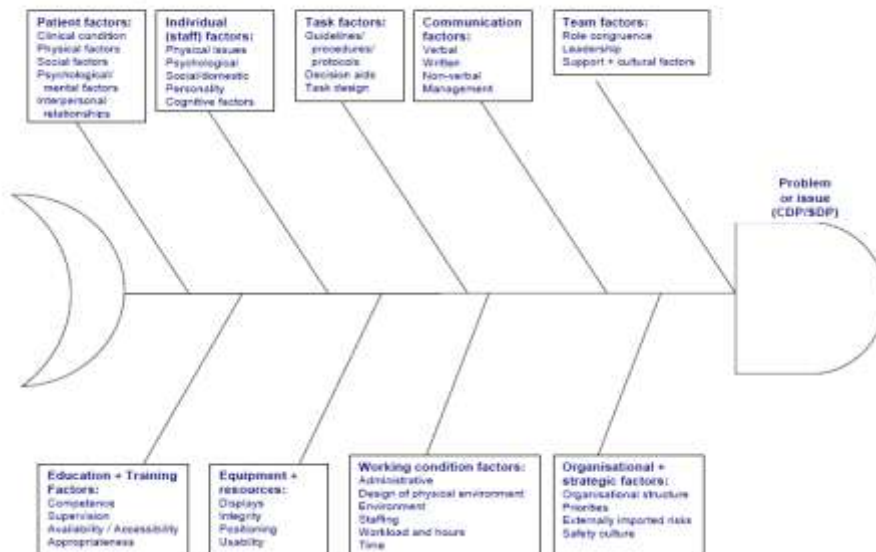 Patient factors:
Clinical condition
Physical factors
Social factors
Psychological/
mental factors
Interpersonal
relationships
Individual
(staff) factors:
Physical issues
Psychological
Social/domestic
Personality
Cognitive factors
Task factors:
Guidelines/
procedures/
protocols
Decision aids
Task design
Communication
factors:
Verbal
Written
Non-verbal
Management
Team factors:
Role congruence
Leadership
Support + cultural factors
Problem
or issue
(CDP/SDP)
Education + Training
Factors:
Competence
Supervision
Availability / Accessibility
Appropriateness
Equipment +
resources:
Displays
Integrity
Positioning
Usability
Working condition factors:
Administrative
Design of physical environment
Environment
Staffing
Workload and hours
Time
Organisational +
strategic factors:
Organisational structure
Priorities
Externally imported risks
Safety culture